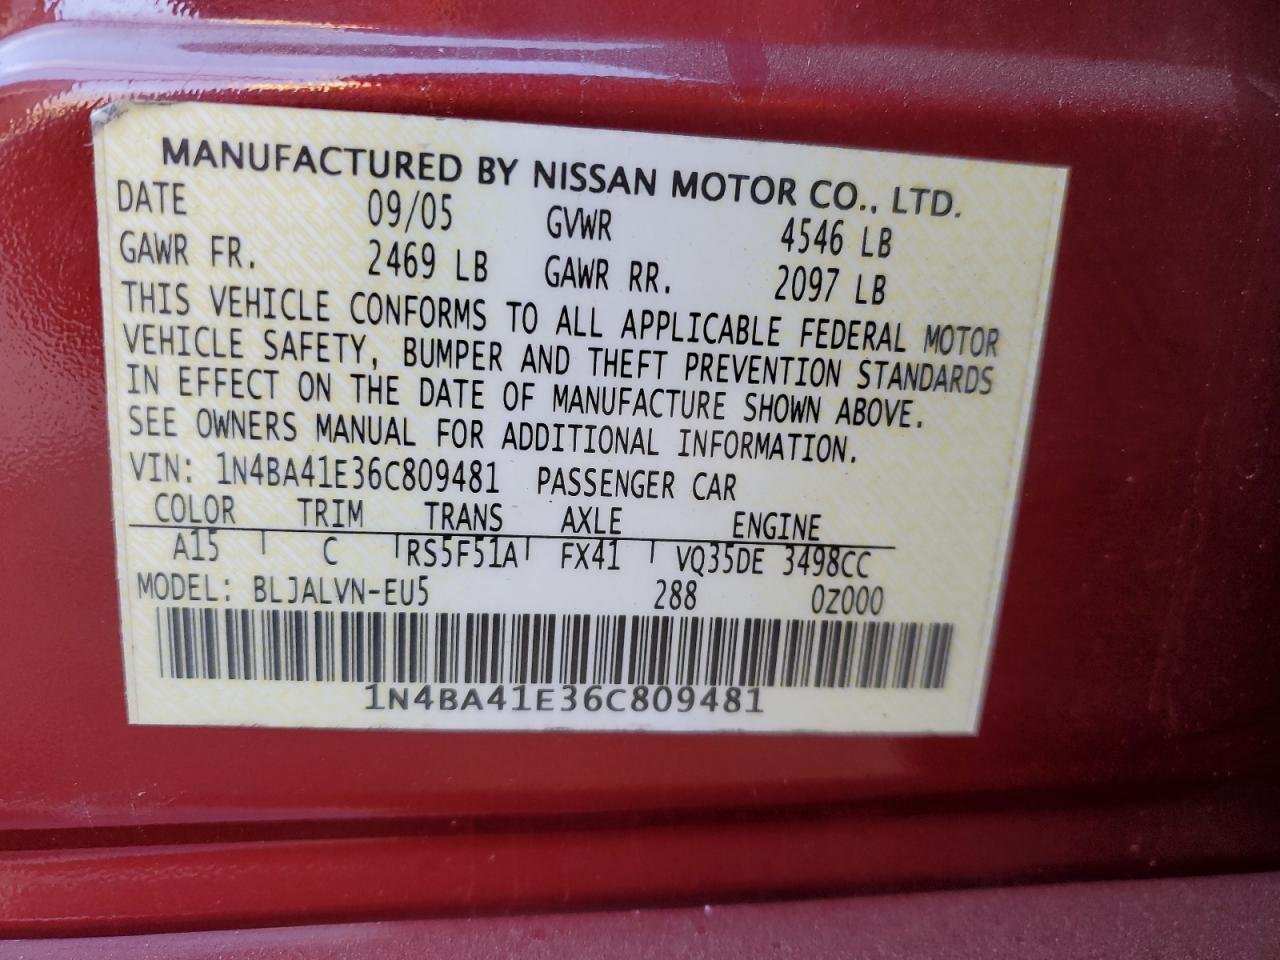 MANUFACTURED BY NISSAN MOTOR CO., LTD.
DATE 09/05 GVWR 4546 LB
GAWR FR. 2469 LB GAWR RR. 2097 LB
THIS VEHICLE CONFORMS TO ALL APPLICABLE FEDERAL MOTOR
VEHICLE SAFETY, BUMPER AND THEFT PREVENTION STANDARDS
IN EFFECT ON THE DATE OF MANUFACTURE SHOWN ABOVE.
SEE OWNERS MANUAL FOR ADDITIONAL INFORMATION.
VIN: 1N4BA41E36C809481 PASSENGER CAR
COLOR TRIM TRANS AXLE ENGINE
A15 C RS5F51A FX41 VQ35DE 3498CC
MODEL: BLJALVN-EU5 288 0Z000
1N4BA41E36C809481